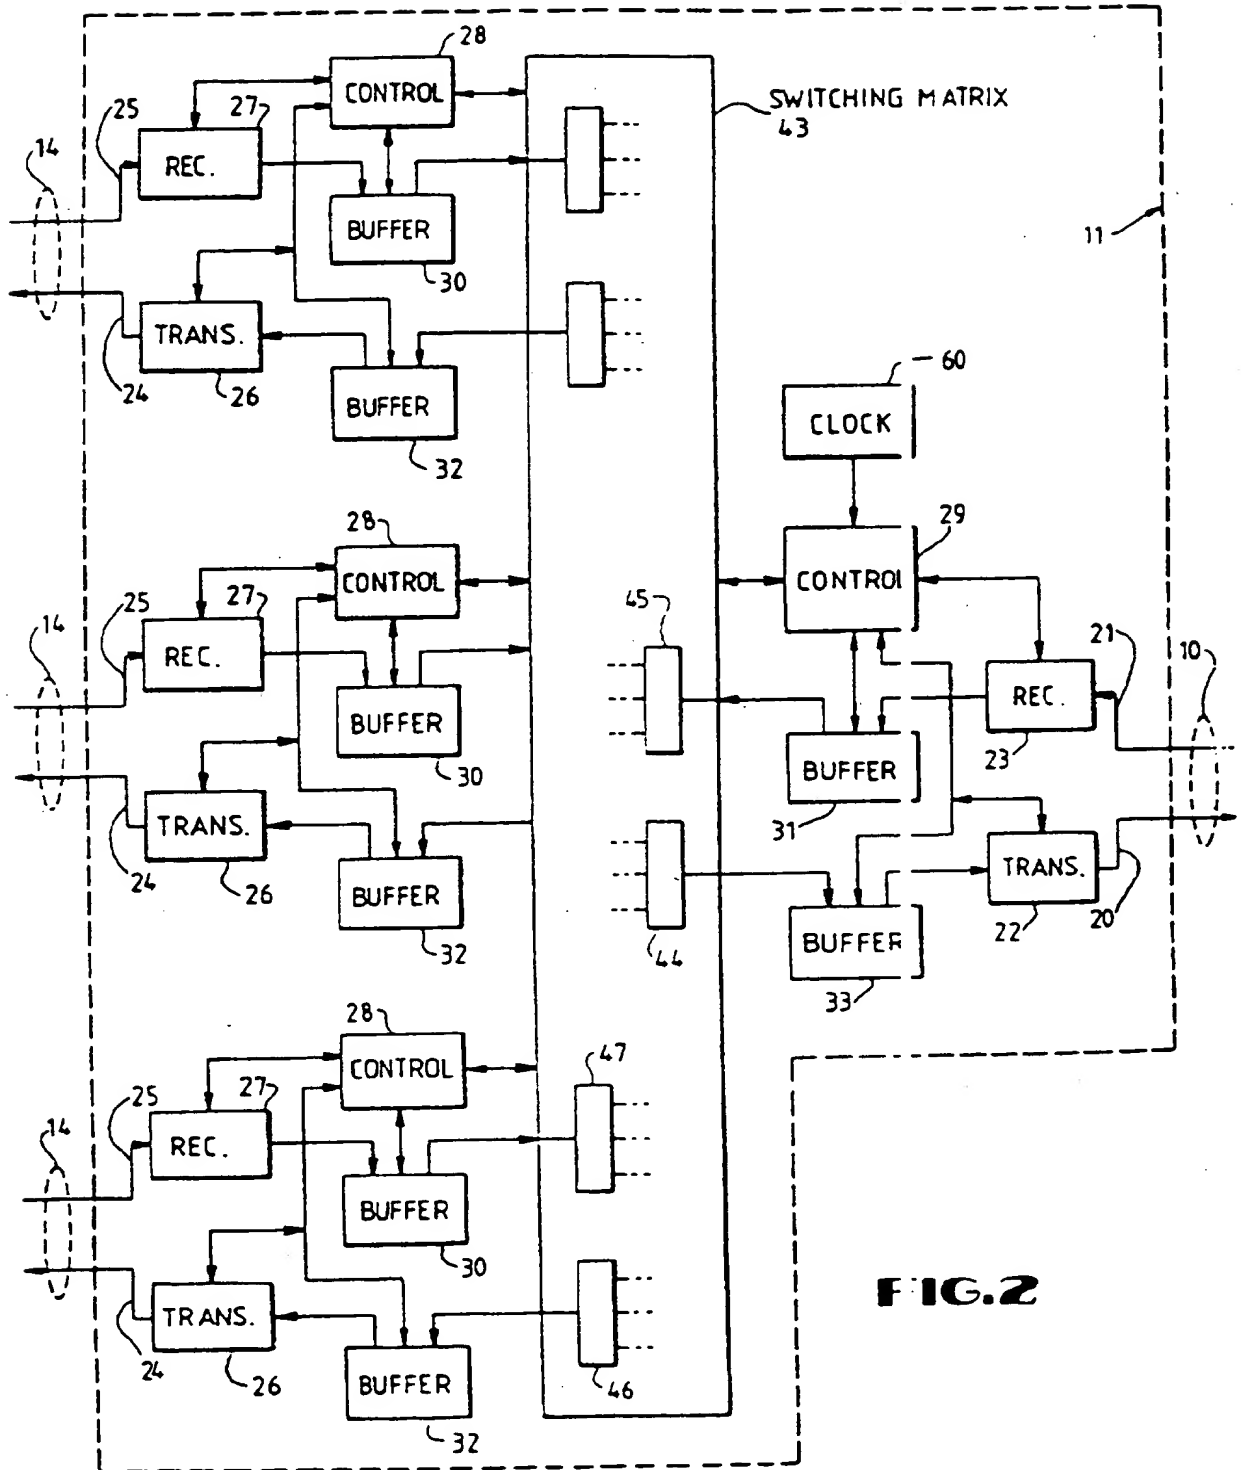 28
CONTROL
SWITCHING MATRIX
43
25
27
14
REC.
11
BUFFER
30
TRANS.
24
26
BUFFER
32
60
CLOCK
28
CONTROL
29
CONTROL
25
27
45
14
REC.
21
10
REC.
BUFFER
30
23
BUFFER
31
TRANS.
24
26
TRANS.
BUFFER
32
44
22
20
BUFFER
33
28
CONTROL
47
25
27
14
REC.
BUFFER
30
FIG.2
TRANS.
24
26
46
BUFFER
32